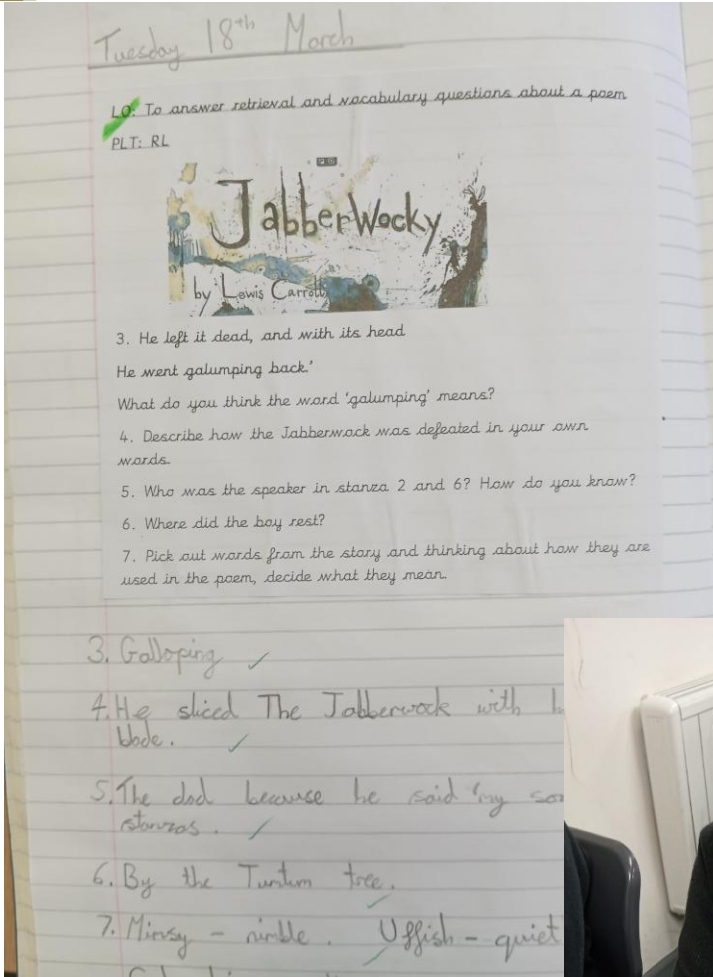 Tuesday 18th March
LO: To answer retrieval and vocabulary questions about a poem
PLT: RL
JabberWocky
by Lewis Carroll
3. He left it dead, and with its head
He went galumping back.'
What do you think the word 'galumping' means?
4. Describe how the Jabberwock was defeated in your own
words.
5. Who was the speaker in stanza 2 and 6? How do you know?
6. Where did the boy rest?
7. Pick out words from the story and thinking about how they are
used in the poem, decide what they mean.
3. Galloping
4. He sliced The Jabberwock with
blade.
5. The dad because he said 'my son
stanzas.
6. By the Tumtum tree.
7. Mimsy - nimble. Uffish - quiet